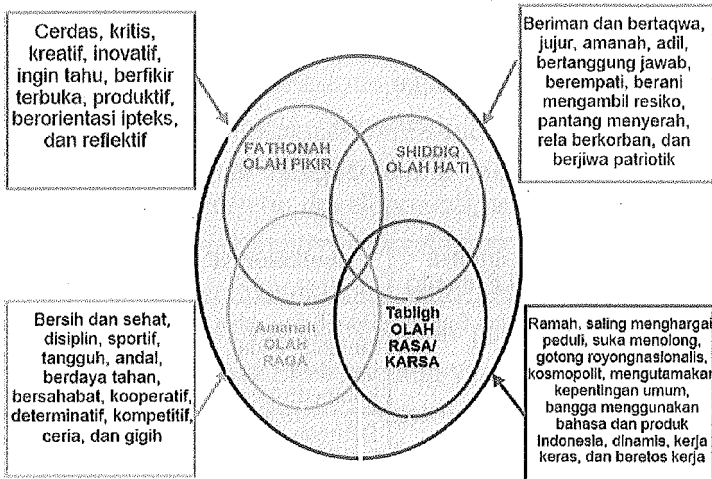 Cerdas, kritis,
kreatif, inovatif,
ingin tahu, berfikir
terbuka, produktif,
berorientasi ipteks,
dan reflektif
Beriman dan bertaqwa,
jujur, amanah, adil,
bertanggung jawab,
berempati, berani
mengambil resiko,
pantang menyerah,
rela berkorban, dan
berjiwa patriotik
FATHONAH
OLAH PIKIR
SHIDDIQ
OLAH HATI
Amanah
OLAH
RAGA
Tabligh
OLAH
RASA/
KARSA
Bersih dan sehat,
disiplin, sportif,
tangguh, andal,
berdaya tahan,
bersahabat, kooperatif,
determinatif, kompetitif,
ceria, dan gigih
Ramah, saling menghargai
peduli, suka menolong,
gotong royongnasionalis,
kosmopolit, mengutamakan
kepentingan umum,
bangga menggunakan
bahasa dan produk
Indonesia, dinamis, kerja
keras, dan beretos kerja